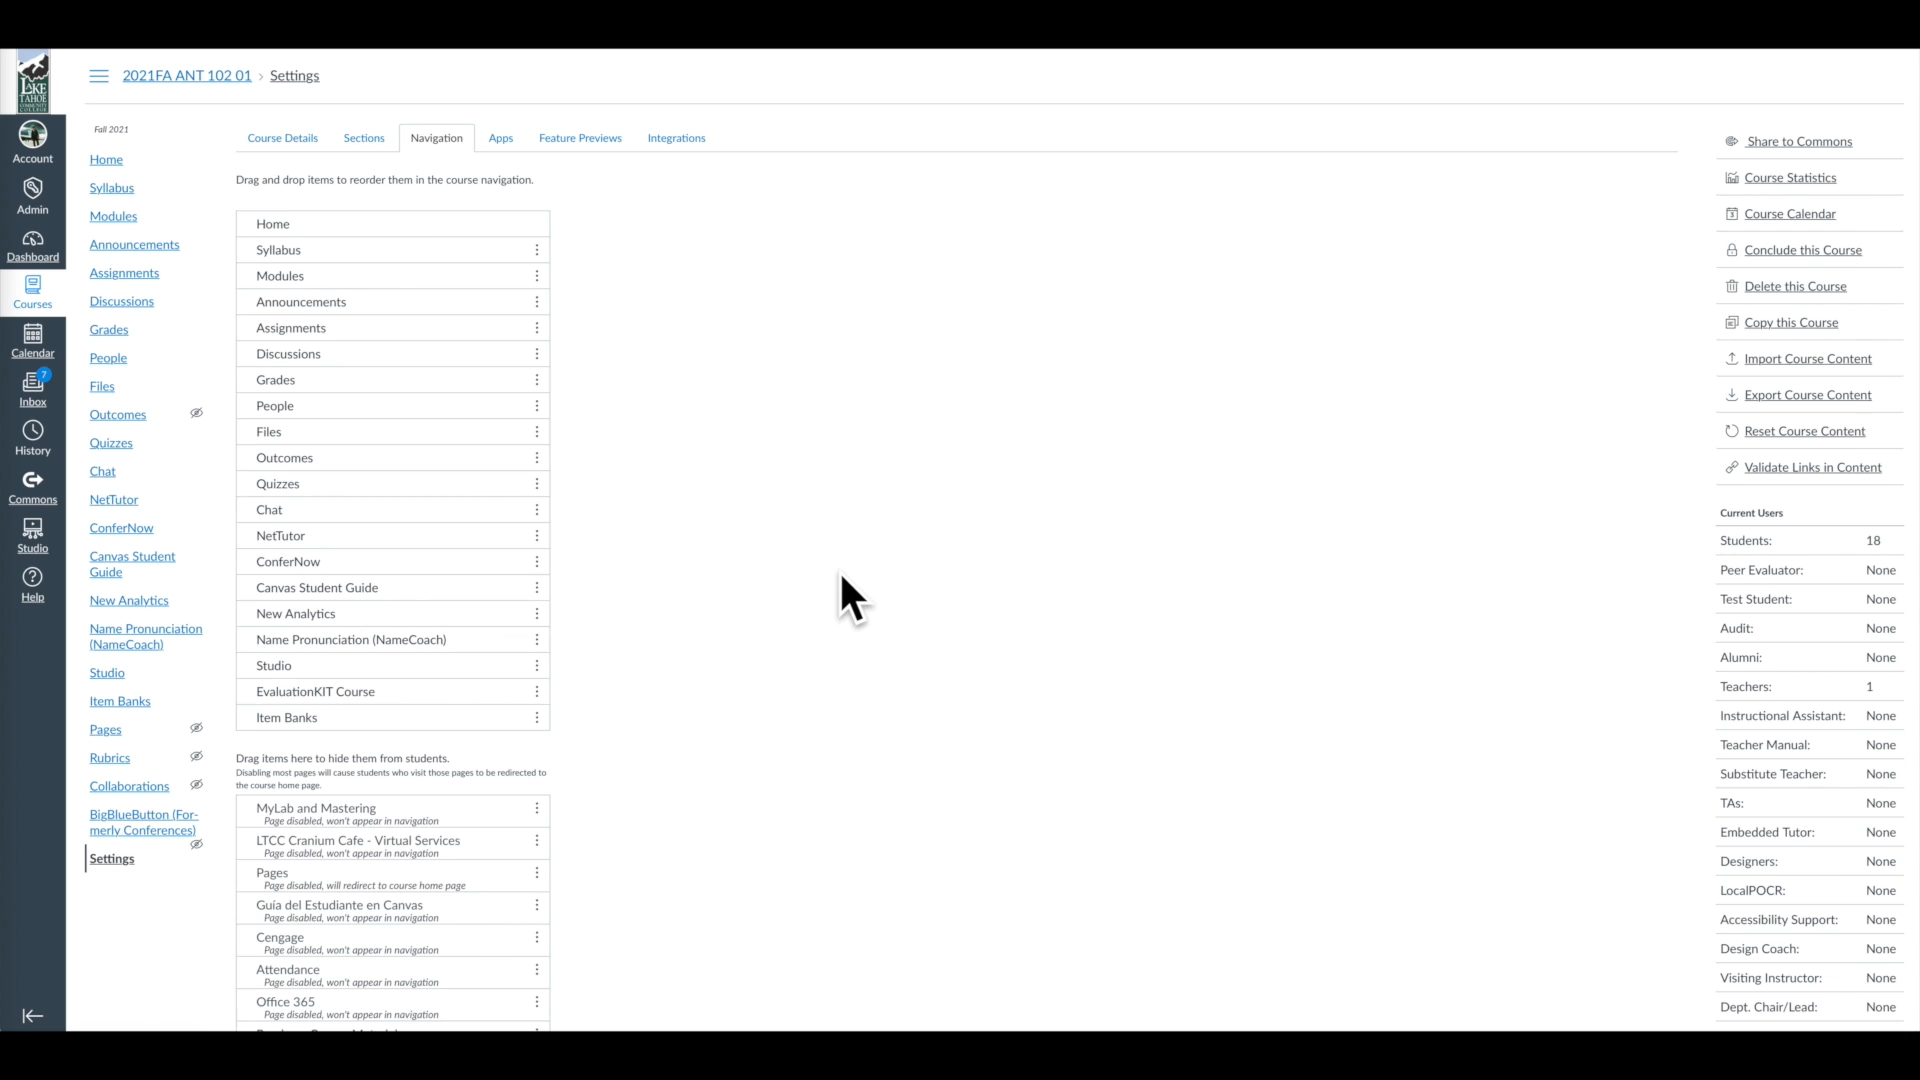 LAKE
TAHOE
COMMUNITY
COLLEGE
2021FA ANT 102 01 › Settings
Account
Admin
Dashboard
Courses
Calendar
7
Inbox
History
Commons
Studio
Help
Fall 2021
Home
Syllabus
Modules
Announcements
Assignments
Discussions
Grades
People
Files
Outcomes
Quizzes
Chat
NetTutor
ConferNow
Canvas Student
Guide
New Analytics
Name Pronunciation
(NameCoach)
Studio
Item Banks
Pages
Rubrics
Collaborations
BigBlueButton (For-
merly Conferences)
Settings
Course Details Sections Navigation Apps Feature Previews Integrations
Drag and drop items to reorder them in the course navigation.
Home
Syllabus
Modules
Announcements
Assignments
Discussions
Grades
People
Files
Outcomes
Quizzes
Chat
NetTutor
ConferNow
Canvas Student Guide
New Analytics
Name Pronunciation (NameCoach)
Studio
EvaluationKIT Course
Item Banks
Drag items here to hide them from students.
Disabling most pages will cause students who visit those pages to be redirected to
the course home page.
MyLab and Mastering
Page disabled, won't appear in navigation
LTCC Cranium Cafe - Virtual Services
Page disabled, won't appear in navigation
Pages
Page disabled, will redirect to course home page
Guía del Estudiante en Canvas
Page disabled, won't appear in navigation
Cengage
Page disabled, won't appear in navigation
Attendance
Page disabled, won't appear in navigation
Office 365
Page disabled, won't appear in navigation
Share to Commons
Course Statistics
Course Calendar
Conclude this Course
Delete this Course
Copy this Course
Import Course Content
Export Course Content
Reset Course Content
Validate Links in Content
Current Users
Students: 18
Peer Evaluator: None
Test Student: None
Audit: None
Alumni: None
Teachers: 1
Instructional Assistant: None
Teacher Manual: None
Substitute Teacher: None
TAs: None
Embedded Tutor: None
Designers: None
LocalPOCR: None
Accessibility Support: None
Design Coach: None
Visiting Instructor: None
Dept. Chair/Lead: None